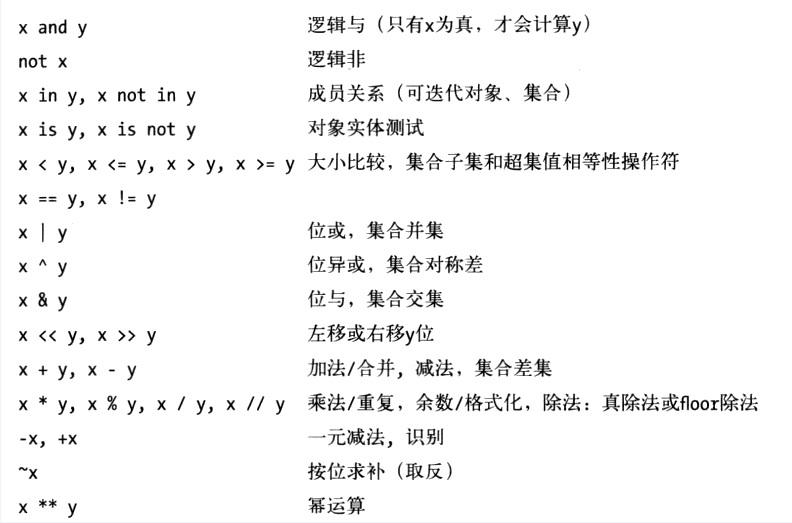 x and y 逻辑与（只有x为真，才会计算y）
not x 逻辑非
x in y, x not in y 成员关系（可迭代对象、集合）
x is y, x is not y 对象实体测试
x < y, x <= y, x > y, x >= y 大小比较，集合子集和超集值相等性操作符
x == y, x != y
x | y 位或，集合并集
x ^ y 位异或，集合对称差
x & y 位与，集合交集
x << y, x >> y 左移或右移y位
x + y, x - y 加法/合并, 减法，集合差集
x * y, x % y, x / y, x // y 乘法/重复，余数/格式化，除法：真除法或floor除法
-x, +x 一元减法, 识别
~x 按位求补（取反）
x ** y 幂运算